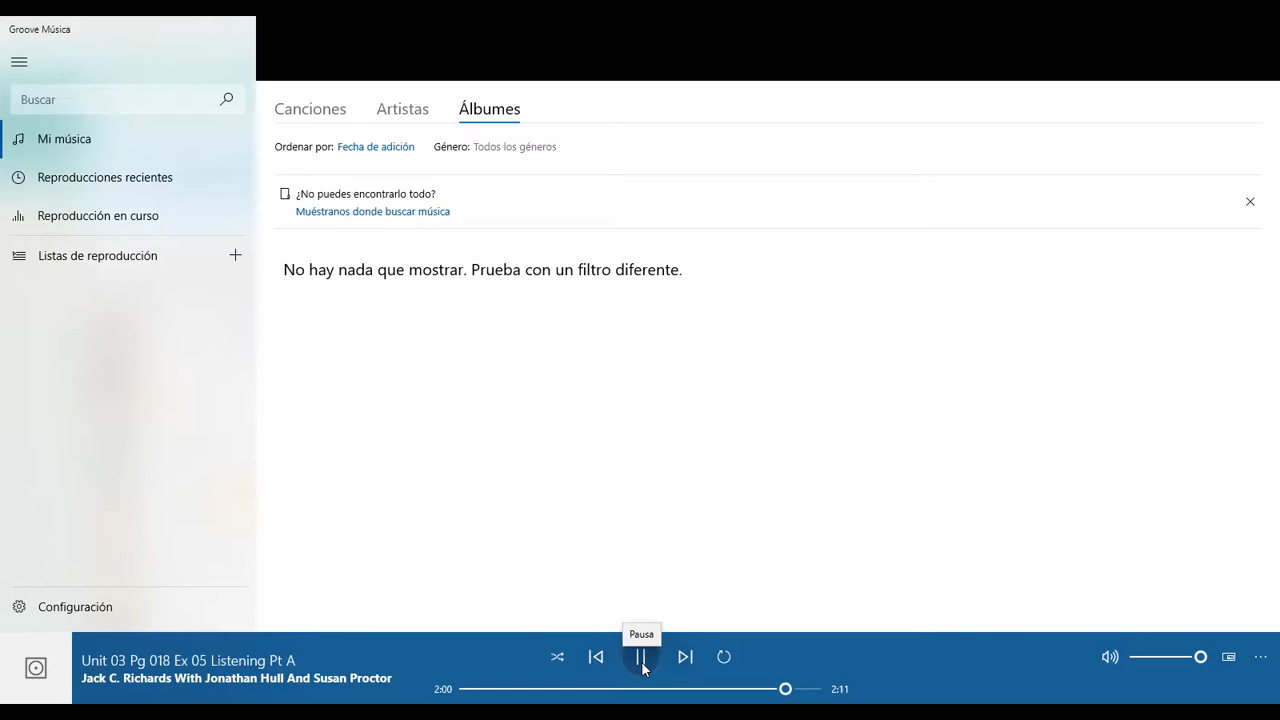 Groove Música
Buscar
Mi música
Reproducciones recientes
Reproducción en curso
Listas de reproducción
Configuración
Canciones Artistas Álbumes
Ordenar por: Fecha de adición Género: Todos los géneros
¿No puedes encontrarlo todo?
Muéstranos donde buscar música
No hay nada que mostrar. Prueba con un filtro diferente.
Pausa
Unit 03 Pg 018 Ex 05 Listening Pt A
Jack C. Richards With Jonathan Hull And Susan Proctor
2:00 2:11